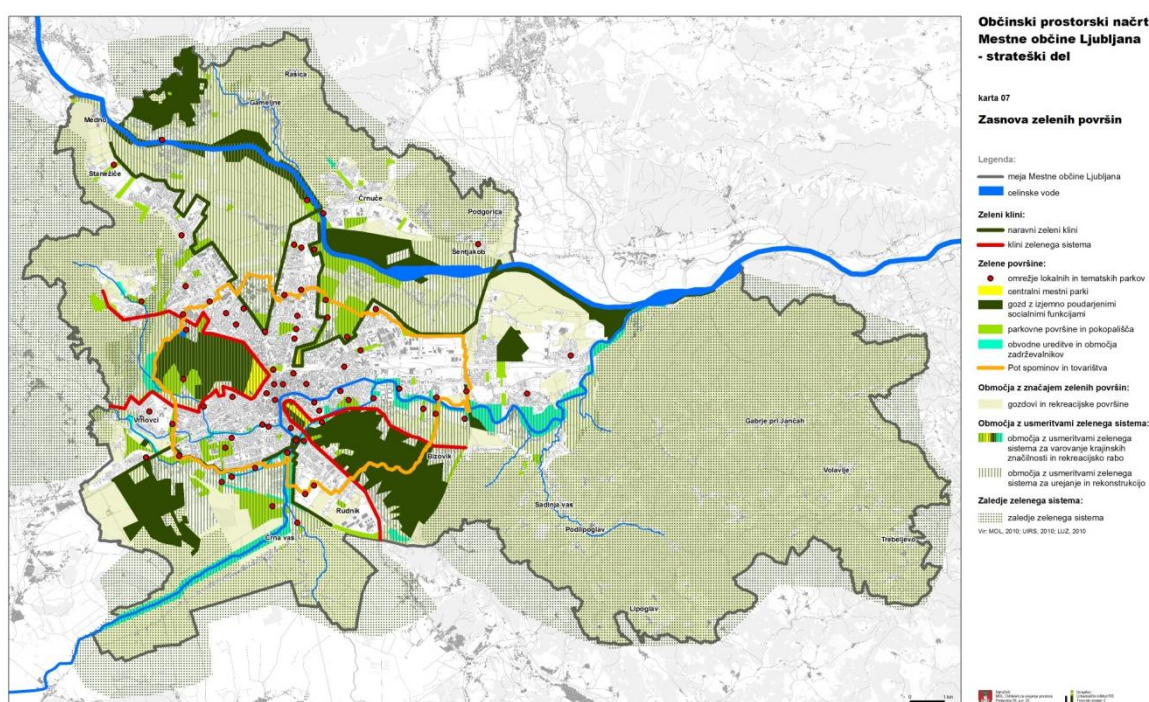 Občinski prostorski načrt
Mestne občine Ljubljana
- strateški del
karta 07
Zasnova zelenih površin
Legenda:
meja Mestne občine Ljubljana
celinske vode
Zeleni klini:
naravni zeleni klini
klini zelenega sistema
Zelene površine:
omrežje lokalnih in tematskih parkov
centralni mestni parki
gozd z izjemno poudarjenimi
socialnimi funkcijami
parkovne površine in pokopališča
obvodne ureditve in območja
zadrževalnikov
Pot spominov in tovarištva
Območja z značajem zelenih površin:
gozdovi in rekreacijske površine
Območja z usmeritvami zelenega sistema:
območja z usmeritvami zelenega
sistema za varovanje krajinskih
značilnosti in rekreacijsko rabo
območja z usmeritvami zelenega
sistema za urejanje in rekonstrukcijo
Zaledje zelenega sistema:
zaledje zelenega sistema
Vir: MOL, 2010; UIRS, 2010; LUZ, 2010
Rašica
Gameljne
Medno
Stanežiče
Črnuče
Podgorica
Šentjakob
Vrhovci
Bizovik
Rudnik
Črna vas
Sadinja vas
Podlipoglav
Gabrje pri Jančah
Volavlje
Trebeljevo
Lipoglav
0 1 km